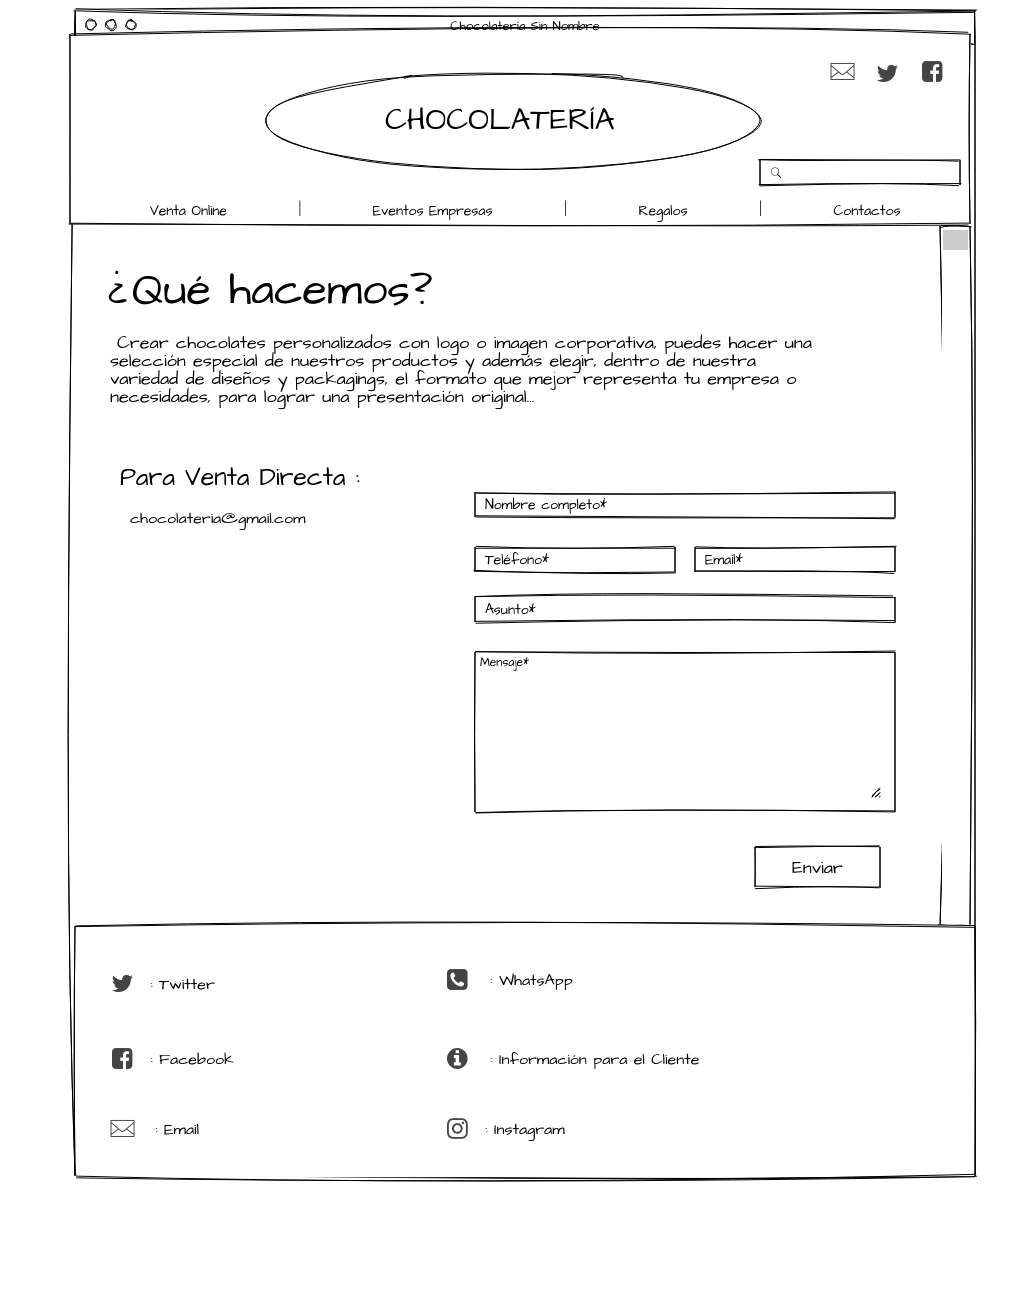 Chocolatería Sin Nombre
CHOCOLATERÍA
Venta Online
Eventos Empresas
Regalos
Contactos
¿Qué hacemos?
Crear chocolates personalizados con logo o imagen corporativa, puedes hacer una
selección especial de nuestros productos y además elegir, dentro de nuestra
variedad de diseños y packagings, el formato que mejor representa tu empresa o
necesidades, para lograr una presentación original...
Para Venta Directa :
chocolateria@gmail.com
Nombre completo*
Teléfono*
Email*
Asunto*
Mensaje*
Enviar
: Twitter
: WhatsApp
: Facebook
: Información para el Cliente
: Email
: Instagram